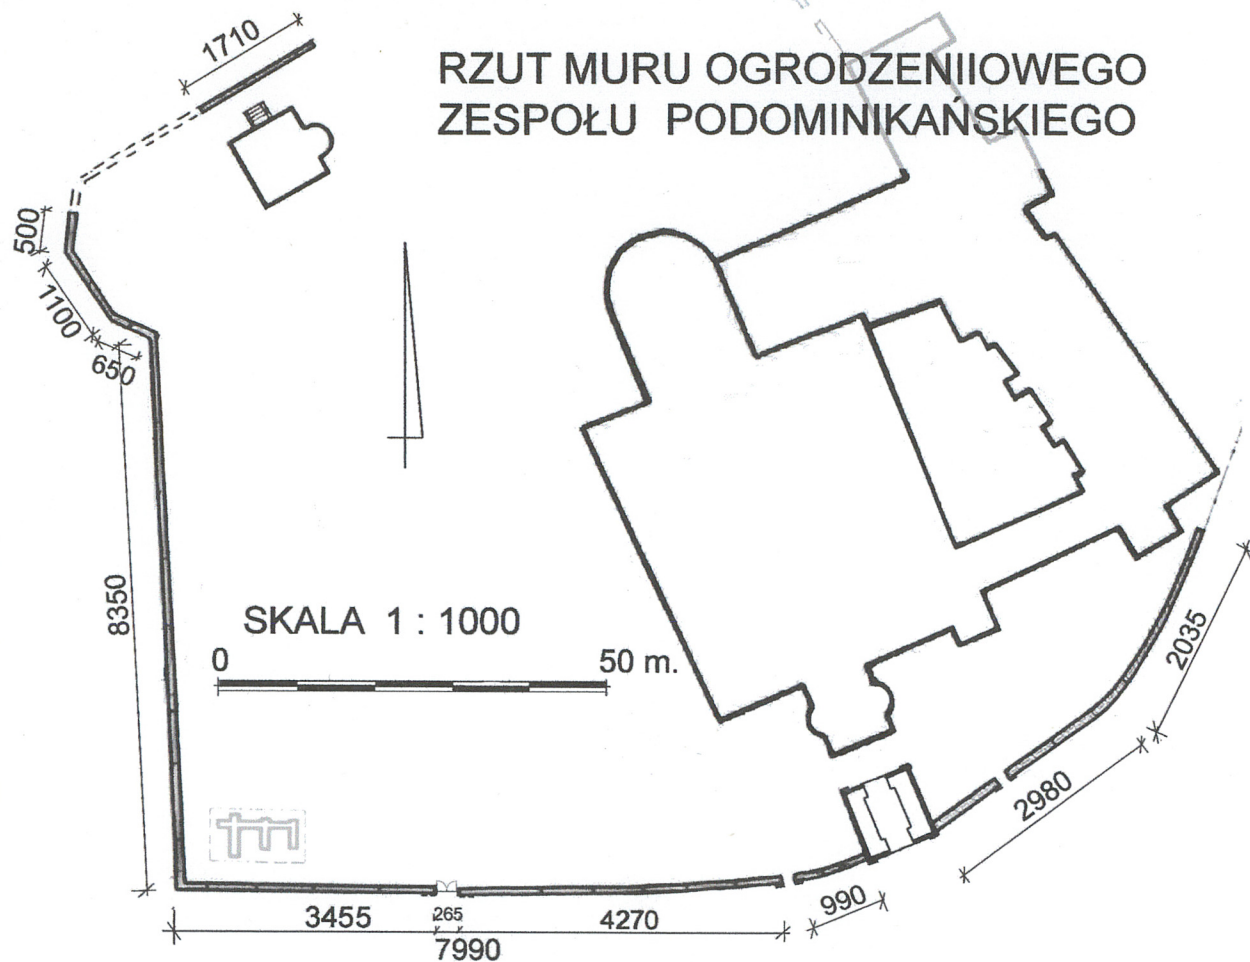 1710
RZUT MURU OGRODZENIIOWEGO
ZESPOŁU PODOMINIKAŃSKIEGO
500
1100
650
8350
SKALA 1 : 1000
0 50 m.
2035
2980
990
3455 265 4270
7990